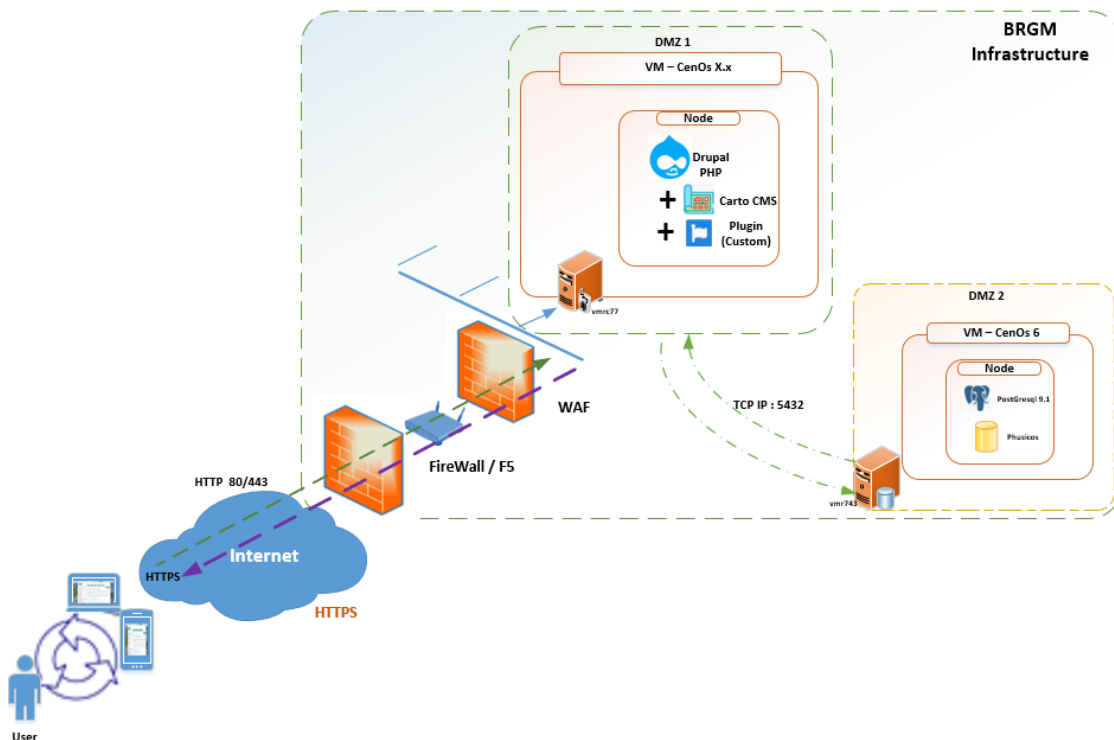 BRGM
Infrastructure
DMZ 1
VM – CenOs X.x
Node
Drupal
PHP
+
Carto CMS
+
Plugin
(Custom)
vmrc77
DMZ 2
VM – CenOs 6
Node
PostGresql 9.1
Phusicos
vmr743
TCP IP : 5432
WAF
FireWall / F5
HTTP 80/443
Internet
HTTPS
HTTPS
User